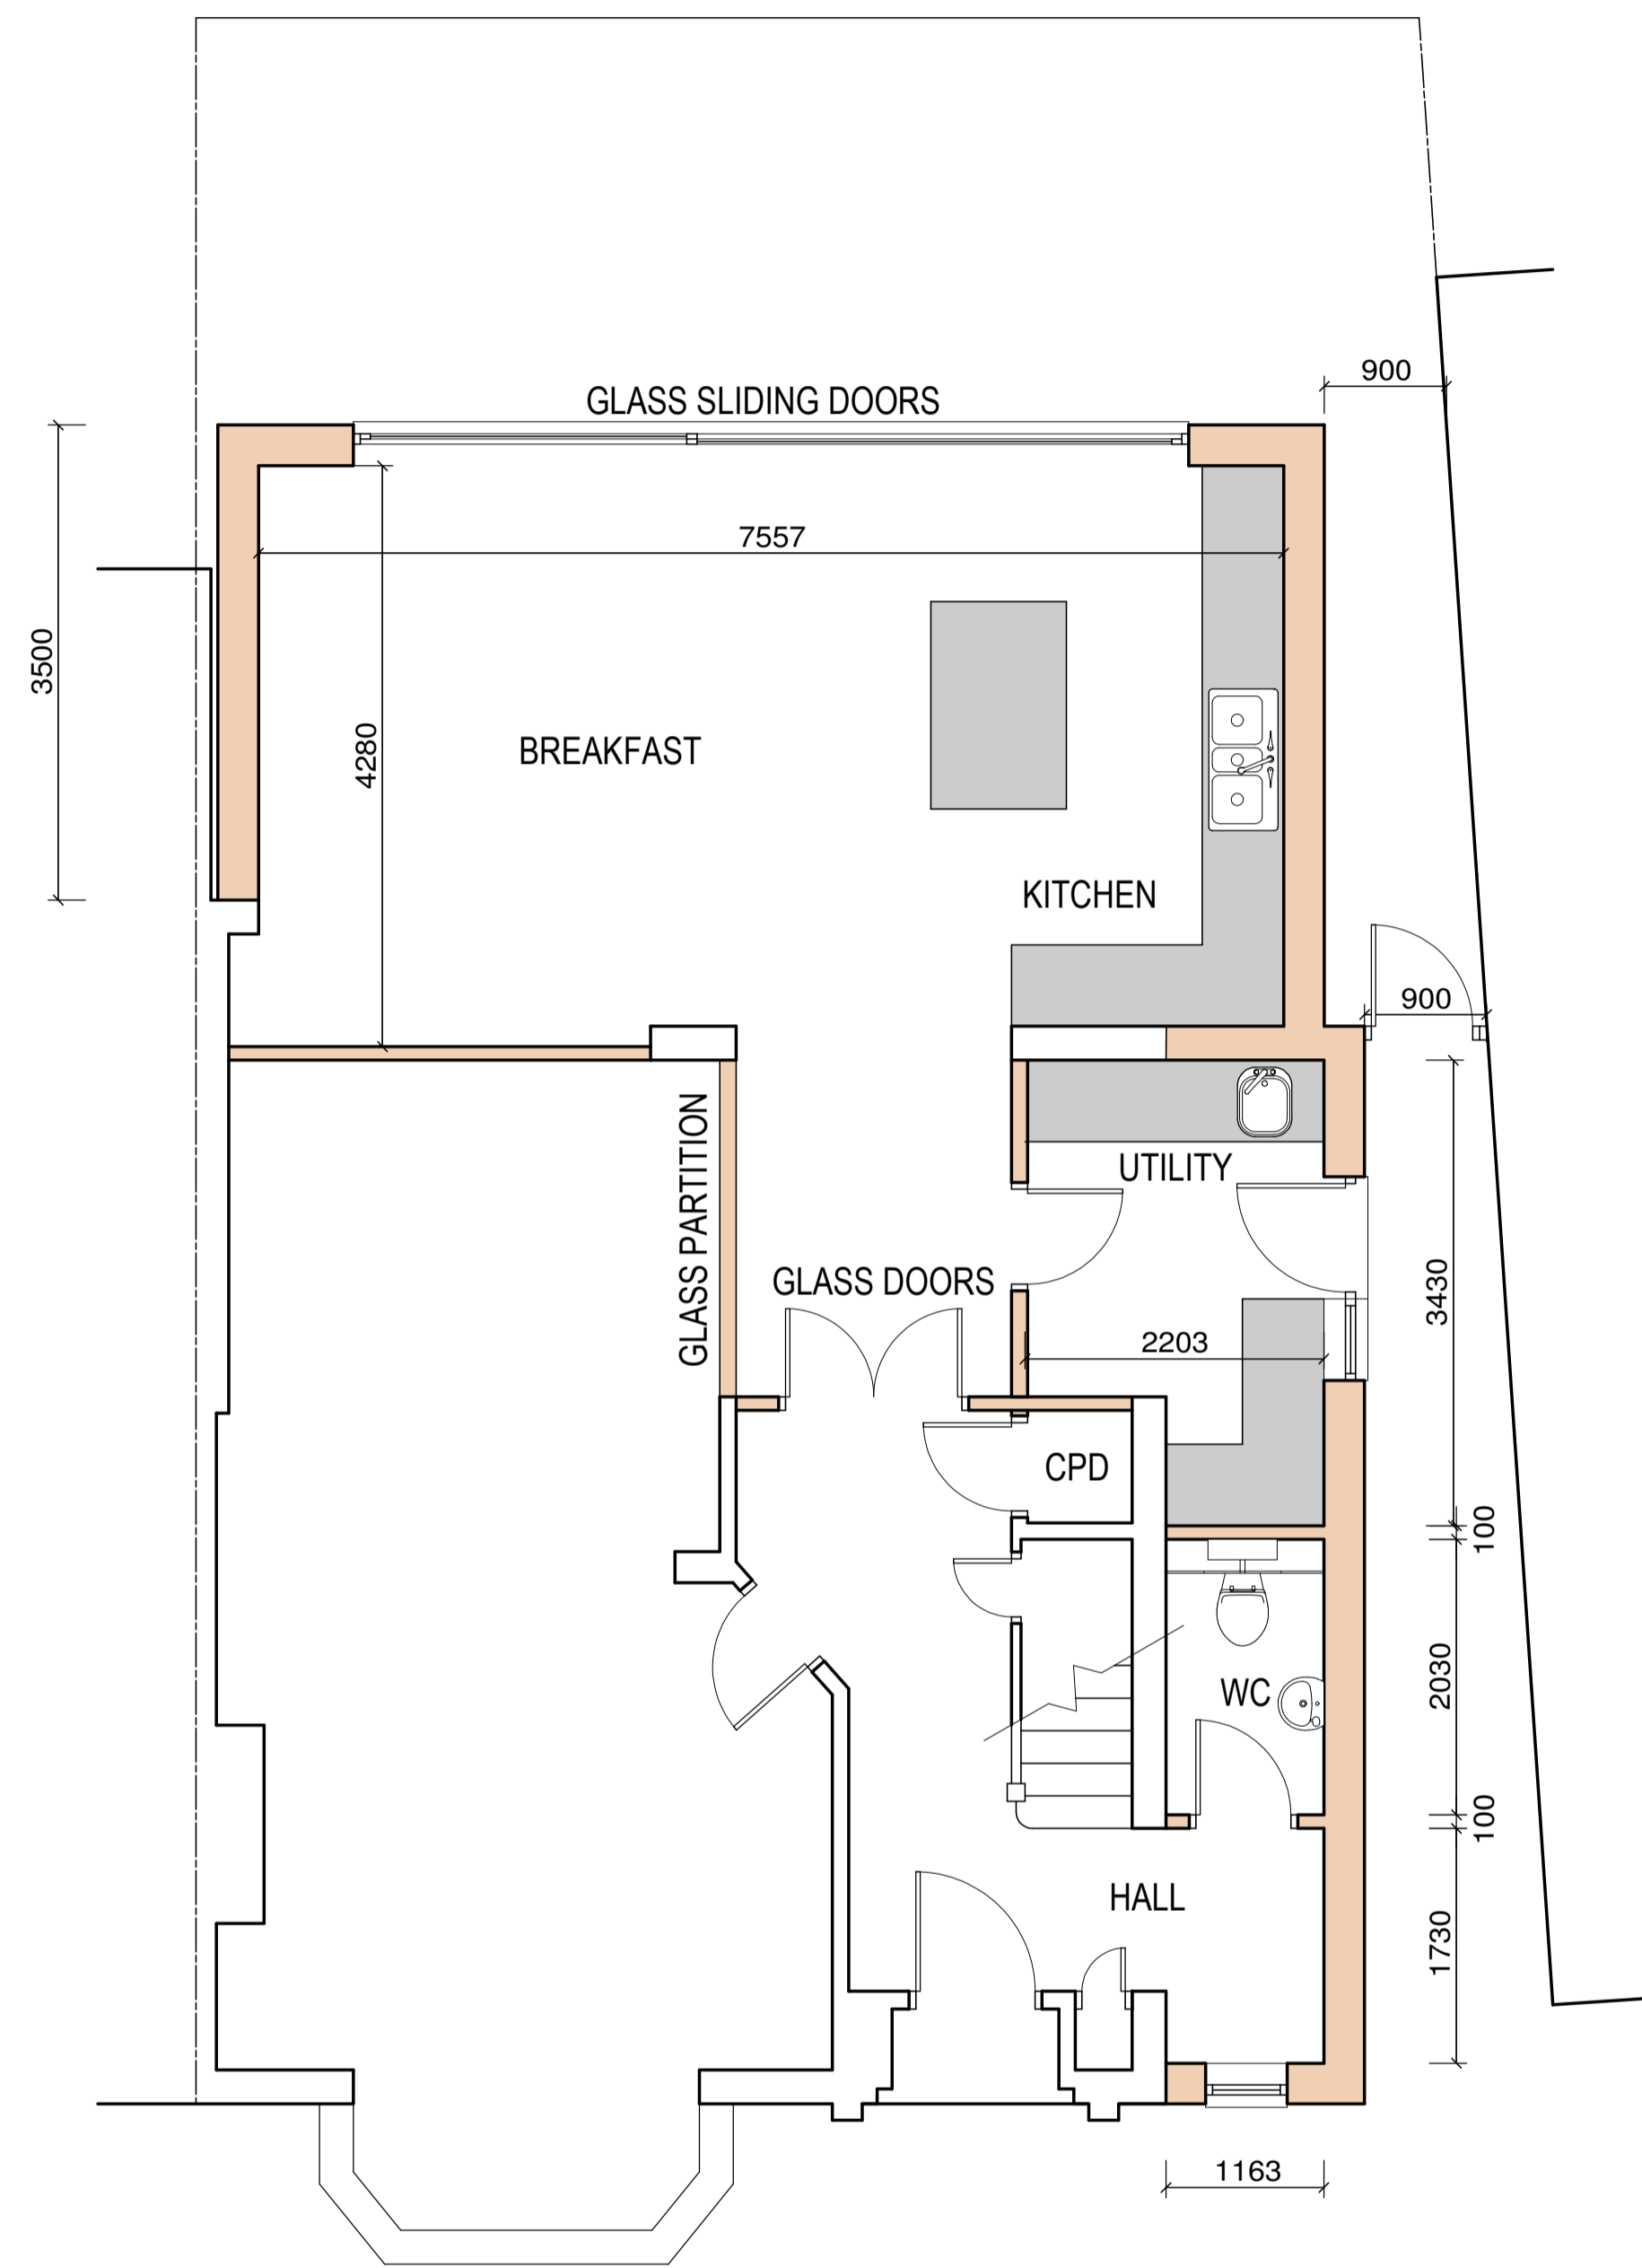 900
GLASS SLIDING DOORS
7557
3500
4280
BREAKFAST
KITCHEN
900
GLASS PARTITION
UTILITY
GLASS DOORS
3430
2203
CPD
100
WC
2030
100
HALL
1730
1163